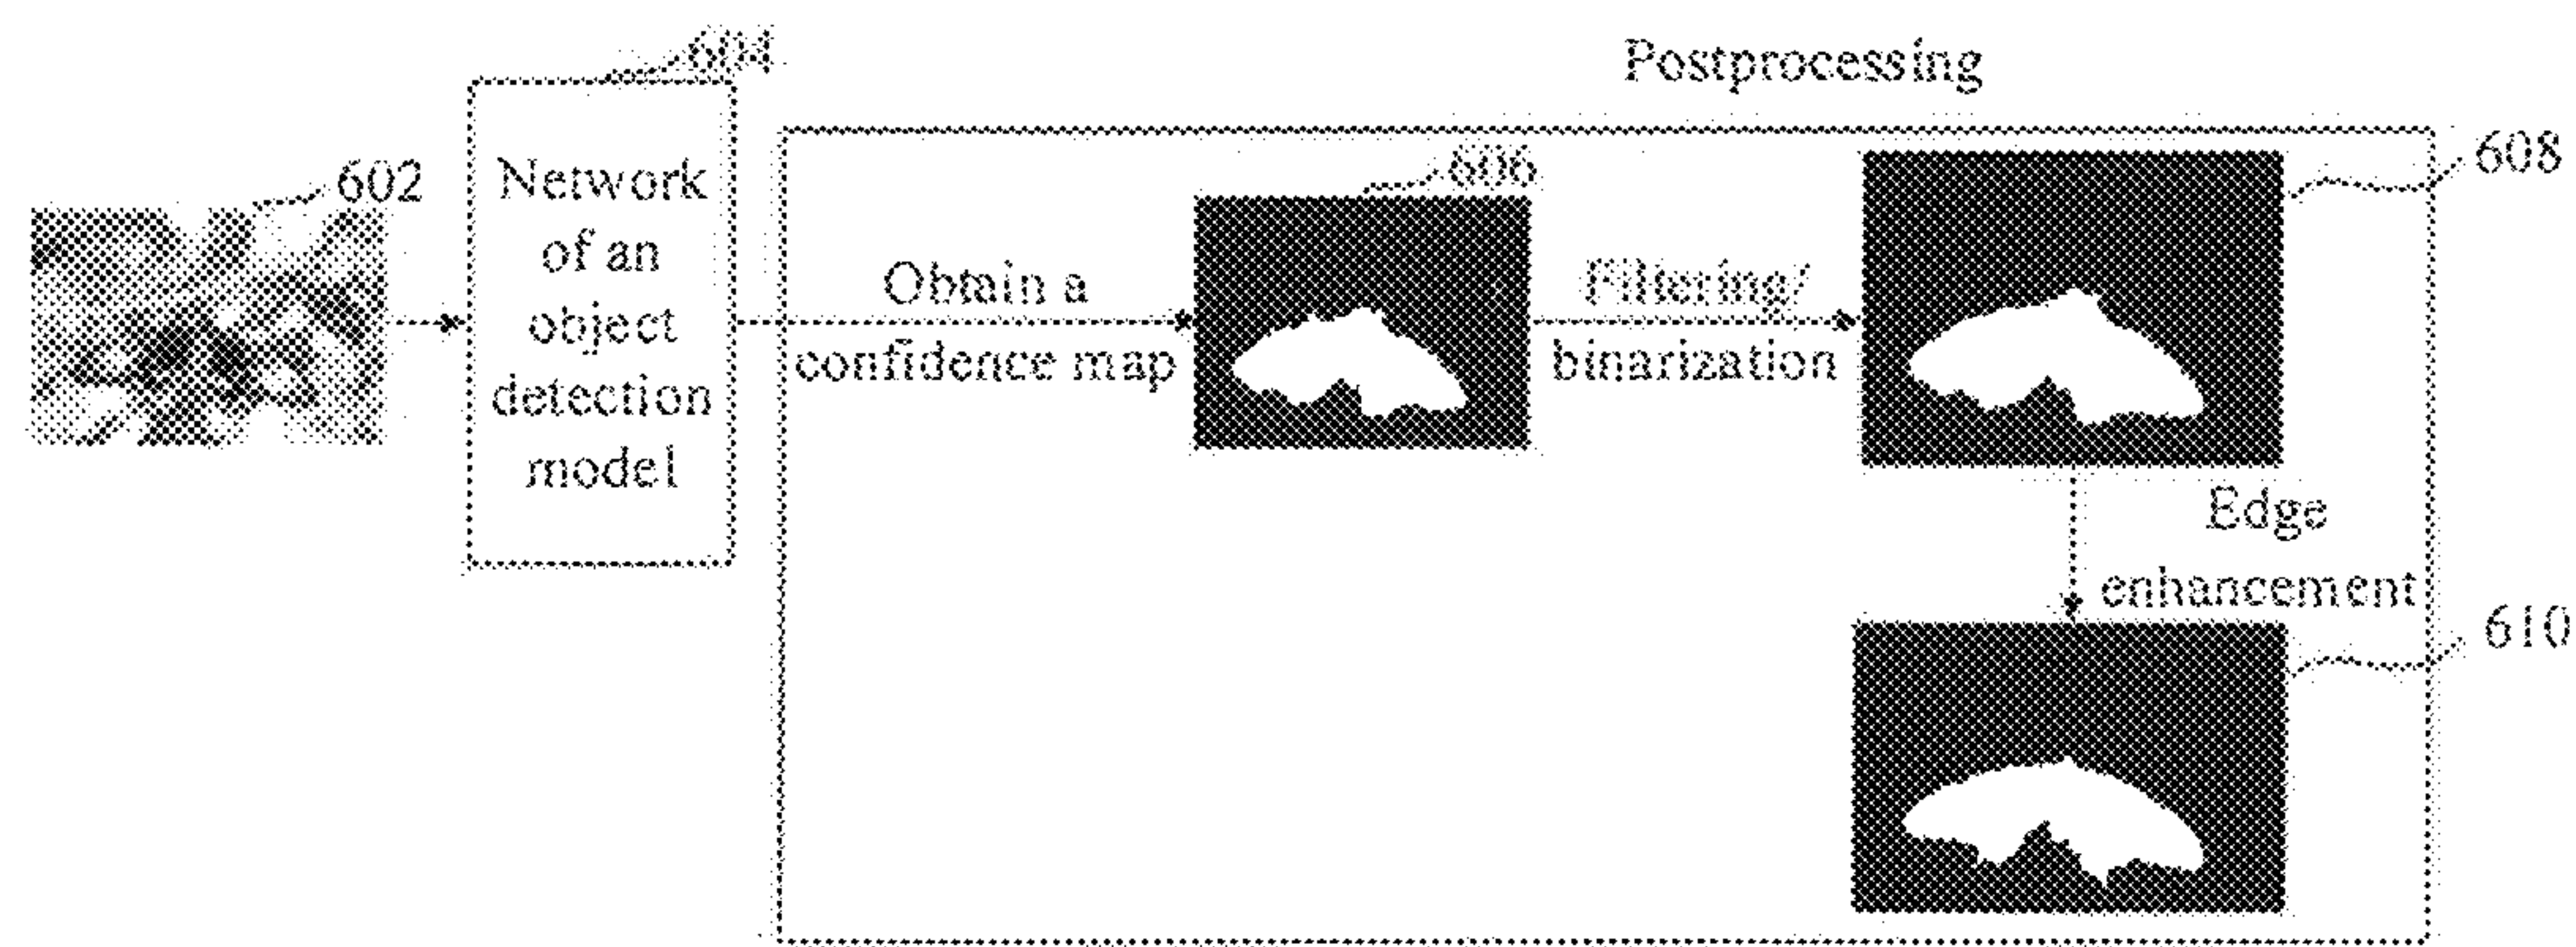 604
Postprocessing
602
Network
of an
object
detection
model
606
608
Obtain a
confidence map
Filtering/
binarization
Edge
enhancement
610